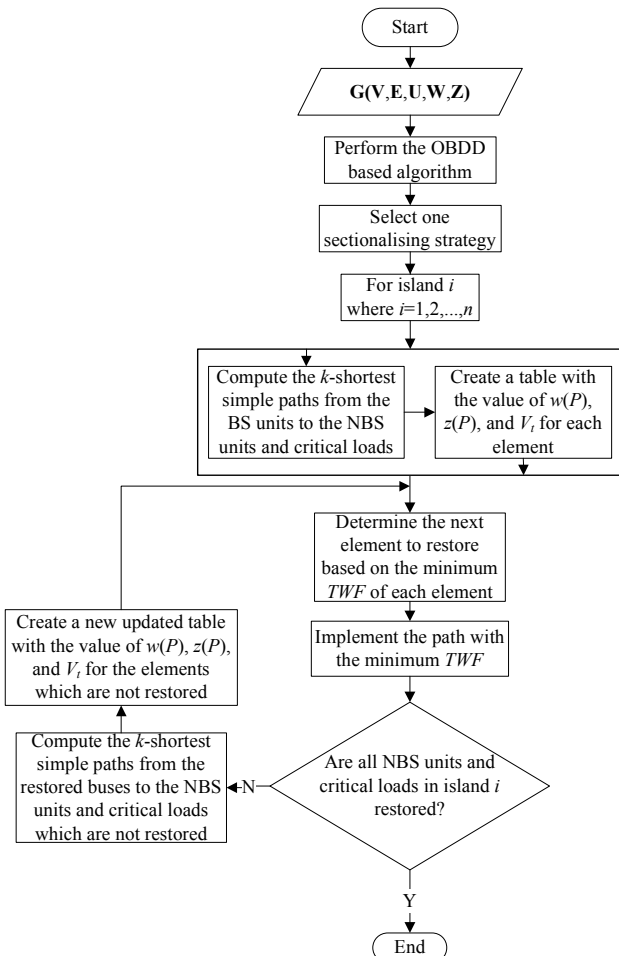 Start
G(V,E,U,W,Z)
Perform the OBDD
based algorithm
Select one
sectionalising strategy
For island i
where i=1,2,...,n
Compute the k-shortest
simple paths from the
BS units to the NBS
units and critical loads
Create a table with
the value of w(P),
z(P), and Vt for each
element
Determine the next
element to restore
based on the minimum
TWF of each element
Implement the path with
the minimum TWF
Are all NBS units and
critical loads in island i
restored?
N
Compute the k-shortest
simple paths from the
restored buses to the NBS
units and critical loads
which are not restored
Create a new updated table
with the value of w(P), z(P),
and Vt for the elements
which are not restored
Y
End